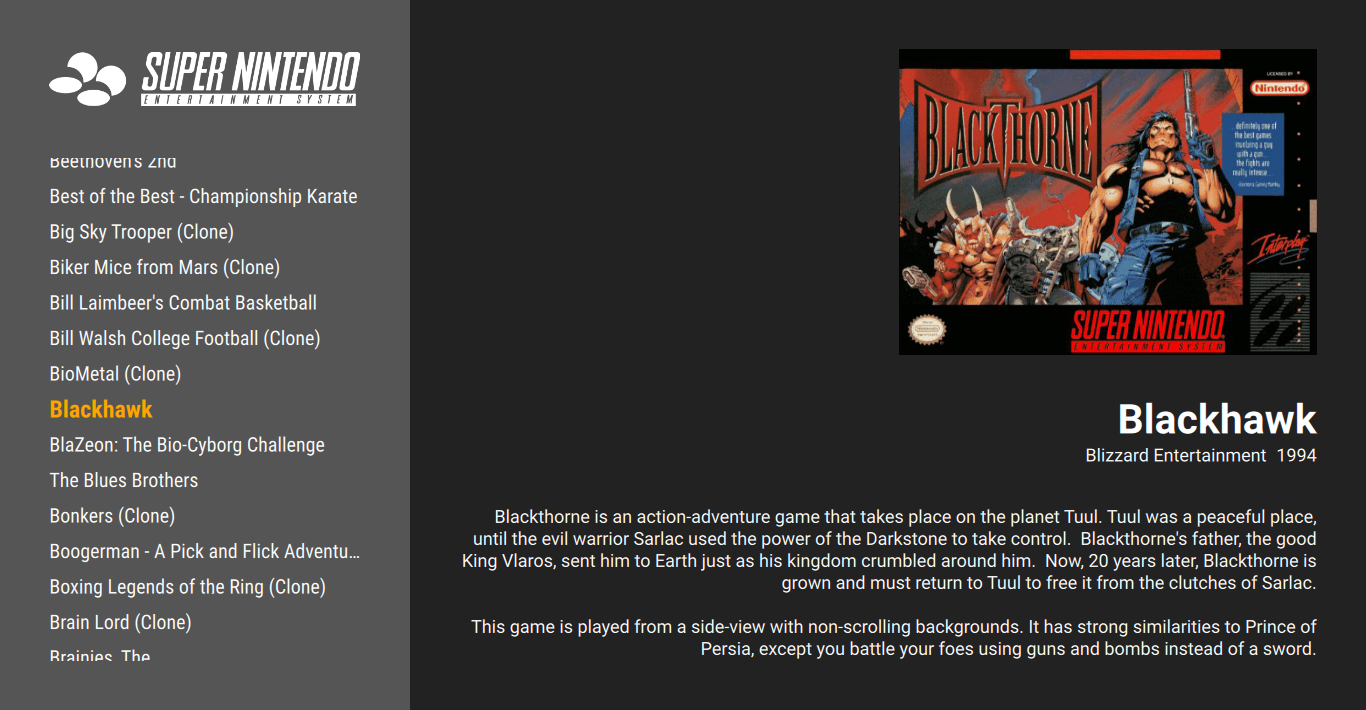 SUPER NINTENDO
ENTERTAINMENT SYSTEM
Beethoven's 2nd
Best of the Best - Championship Karate
Big Sky Trooper (Clone)
Biker Mice from Mars (Clone)
Bill Laimbeer's Combat Basketball
Bill Walsh College Football (Clone)
BioMetal (Clone)
Blackhawk
BlaZeon: The Bio-Cyborg Challenge
The Blues Brothers
Bonkers (Clone)
Boogerman - A Pick and Flick Adventu...
Boxing Legends of the Ring (Clone)
Brain Lord (Clone)
Brainies, The
BLACKTHORNE
LICENSED BY
Nintendo
definitely one of
the best games
involving a guy
with a gun...
the fights are
really intense...
Interplay
SUPER NINTENDO
ENTERTAINMENT SYSTEM
Blackhawk
Blizzard Entertainment 1994
Blackthorne is an action-adventure game that takes place on the planet Tuul. Tuul was a peaceful place,
until the evil warrior Sarlac used the power of the Darkstone to take control. Blackthorne's father, the good
King Vlaros, sent him to Earth just as his kingdom crumbled around him. Now, 20 years later, Blackthorne is
grown and must return to Tuul to free it from the clutches of Sarlac.
This game is played from a side-view with non-scrolling backgrounds. It has strong similarities to Prince of
Persia, except you battle your foes using guns and bombs instead of a sword.